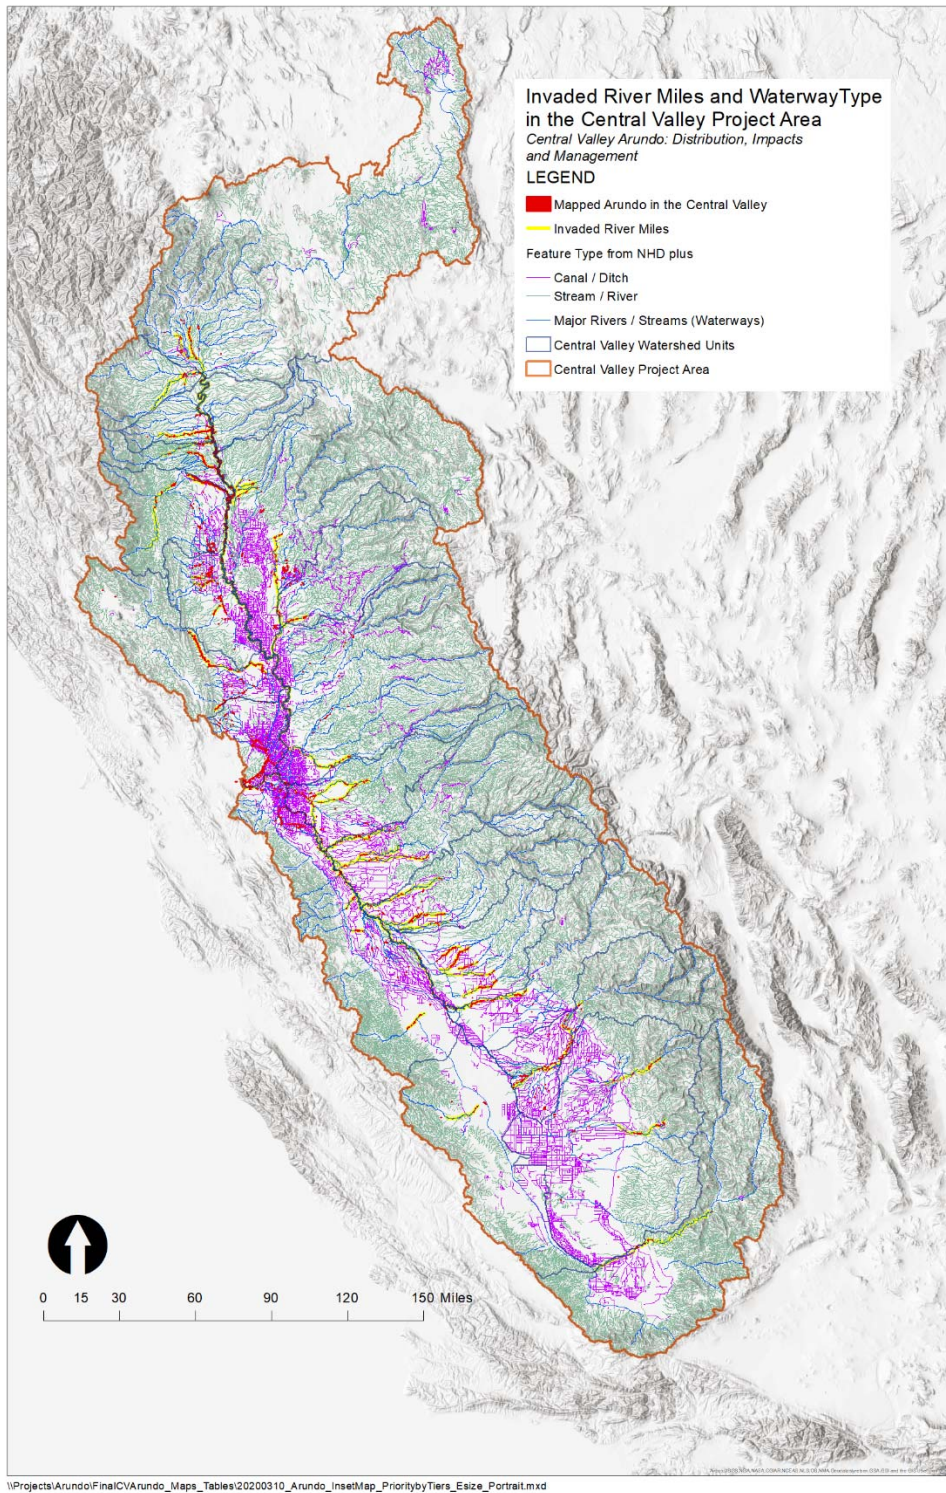 Invaded River Miles and WaterwayType
in the Central Valley Project Area
Central Valley Arundo: Distribution, Impacts
and Management
LEGEND
Mapped Arundo in the Central Valley
Invaded River Miles
Feature Type from NHD plus
Canal / Ditch
Stream / River
Major Rivers / Streams (Waterways)
Central Valley Watershed Units
Central Valley Project Area
0 15 30 60 90 120 150 Miles
\\Projects\Arundo\FinalCVArundo_Maps_Tables\20200310_Arundo_InsetMap_PrioritybyTiers_Esize_Portrait.mxd